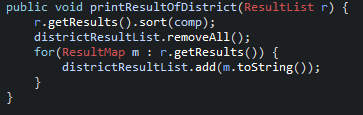 public void printResultOfDistrict(ResultList r) {
r.getResults().sort(comp);
districtResultList.removeAll();
for(ResultMap m : r.getResults()) {
districtResultList.add(m.toString());
}
}